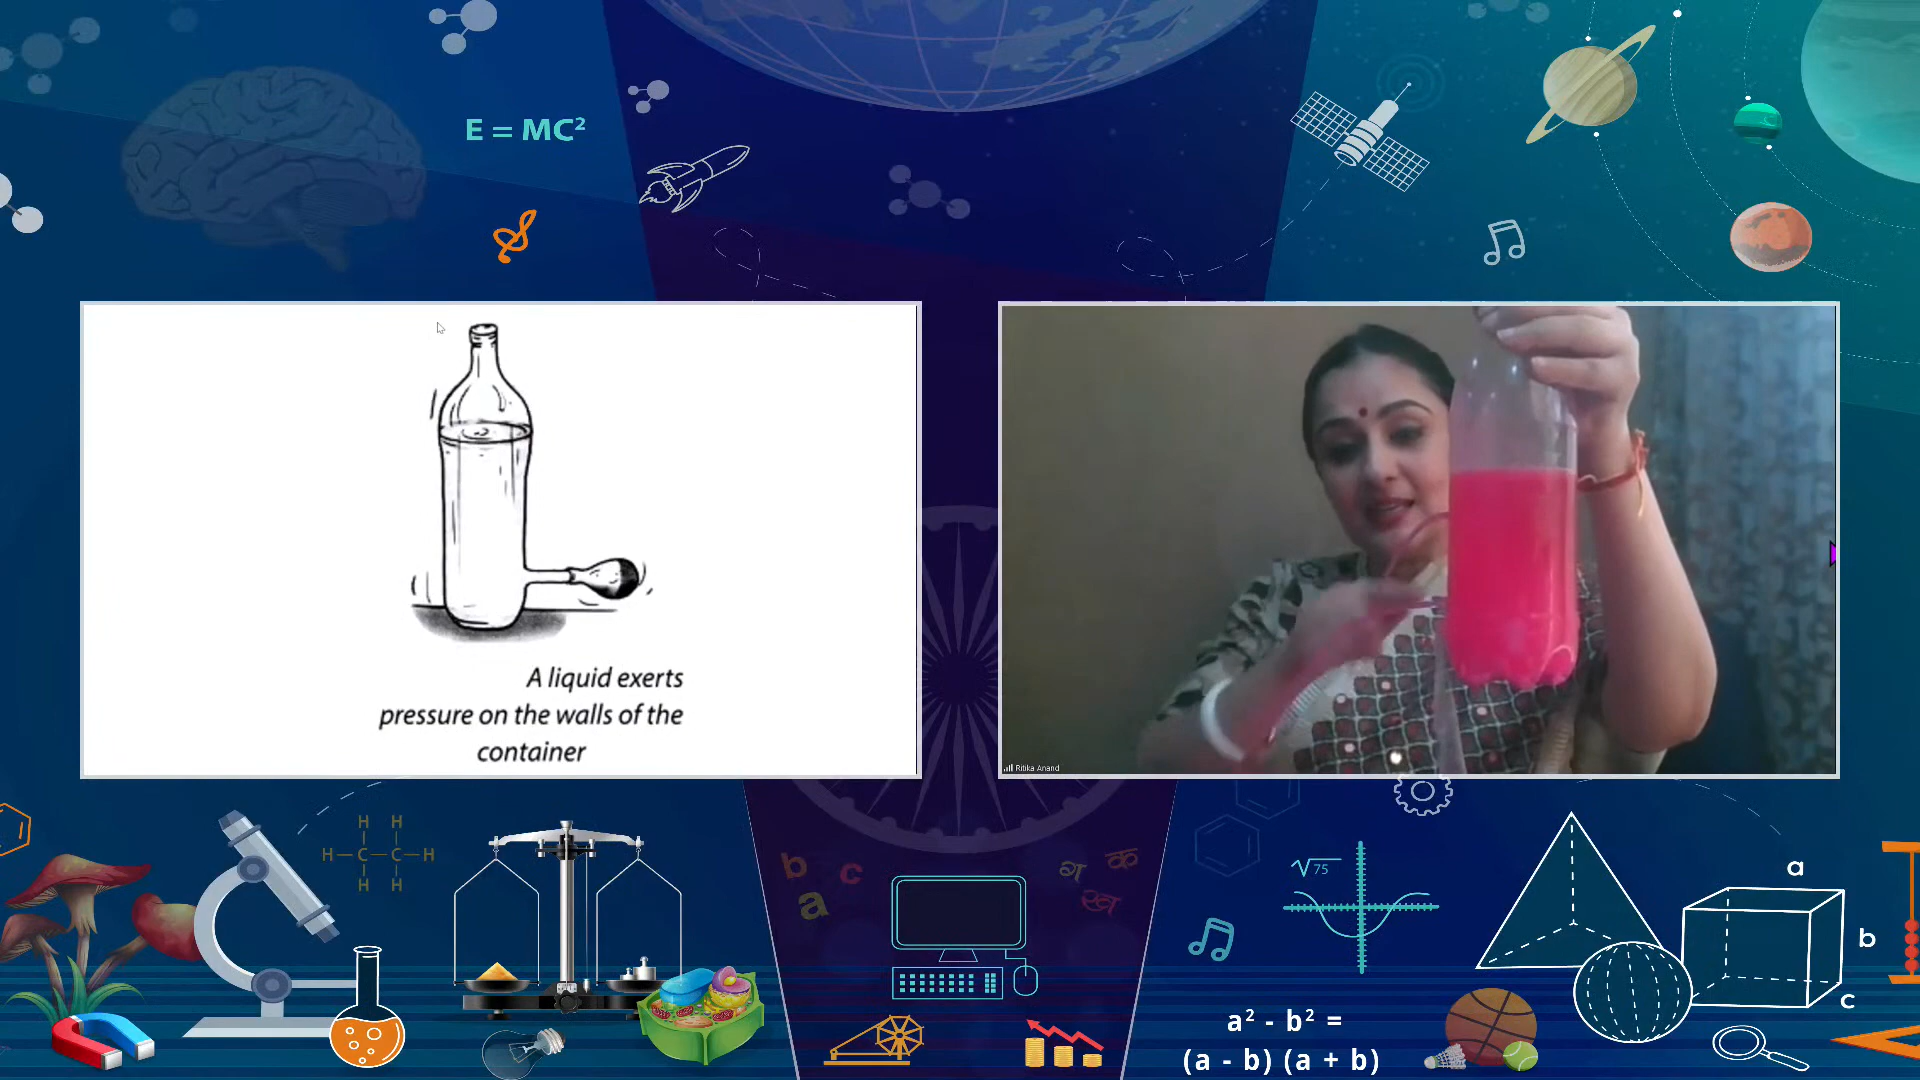 E = MC²
A liquid exerts
pressure on the walls of the
container
Ritika Anand
H H
H C C H
H H
b c
a
ग क
ख
√75
a
b
c
a² - b² =
(a - b) (a + b)